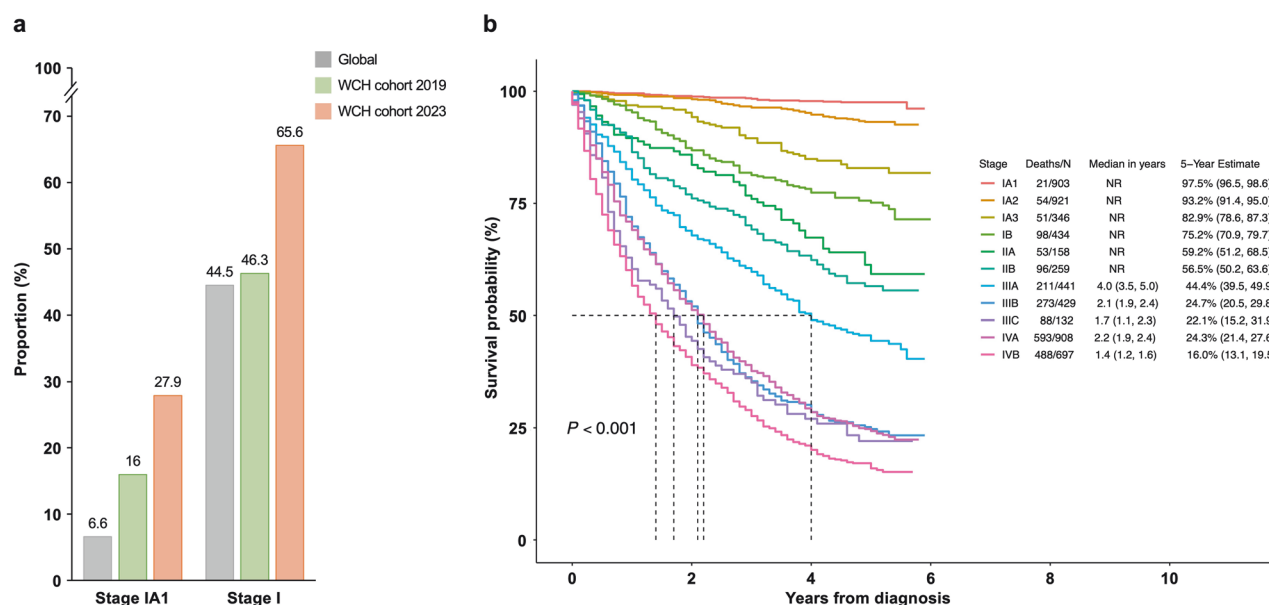 a
Global
WCH cohort 2019
WCH cohort 2023
Proportion (%)
100
70
60
50
40
30
20
10
0
6.6
16
27.9
44.5
46.3
65.6
Stage IA1 Stage I
b
Survival probability (%)
100
75
50
25
0
P < 0.001
0 2 4 6 8 10
Years from diagnosis
Stage Deaths/N Median in years 5–Year Estimate
IA1 21/903 NR 97.5% (96.5, 98.6)
IA2 54/921 NR 93.2% (91.4, 95.0)
IA3 51/346 NR 82.9% (78.6, 87.3)
IB 98/434 NR 75.2% (70.9, 79.7)
IIA 53/158 NR 59.2% (51.2, 68.5)
IIB 96/259 NR 56.5% (50.2, 63.6)
IIIA 211/441 4.0 (3.5, 5.0) 44.4% (39.5, 49.9
IIIB 273/429 2.1 (1.9, 2.4) 24.7% (20.5, 29.8
IIIC 88/132 1.7 (1.1, 2.3) 22.1% (15.2, 31.9
IVA 593/908 2.2 (1.9, 2.4) 24.3% (21.4, 27.6
IVB 488/697 1.4 (1.2, 1.6) 16.0% (13.1, 19.5